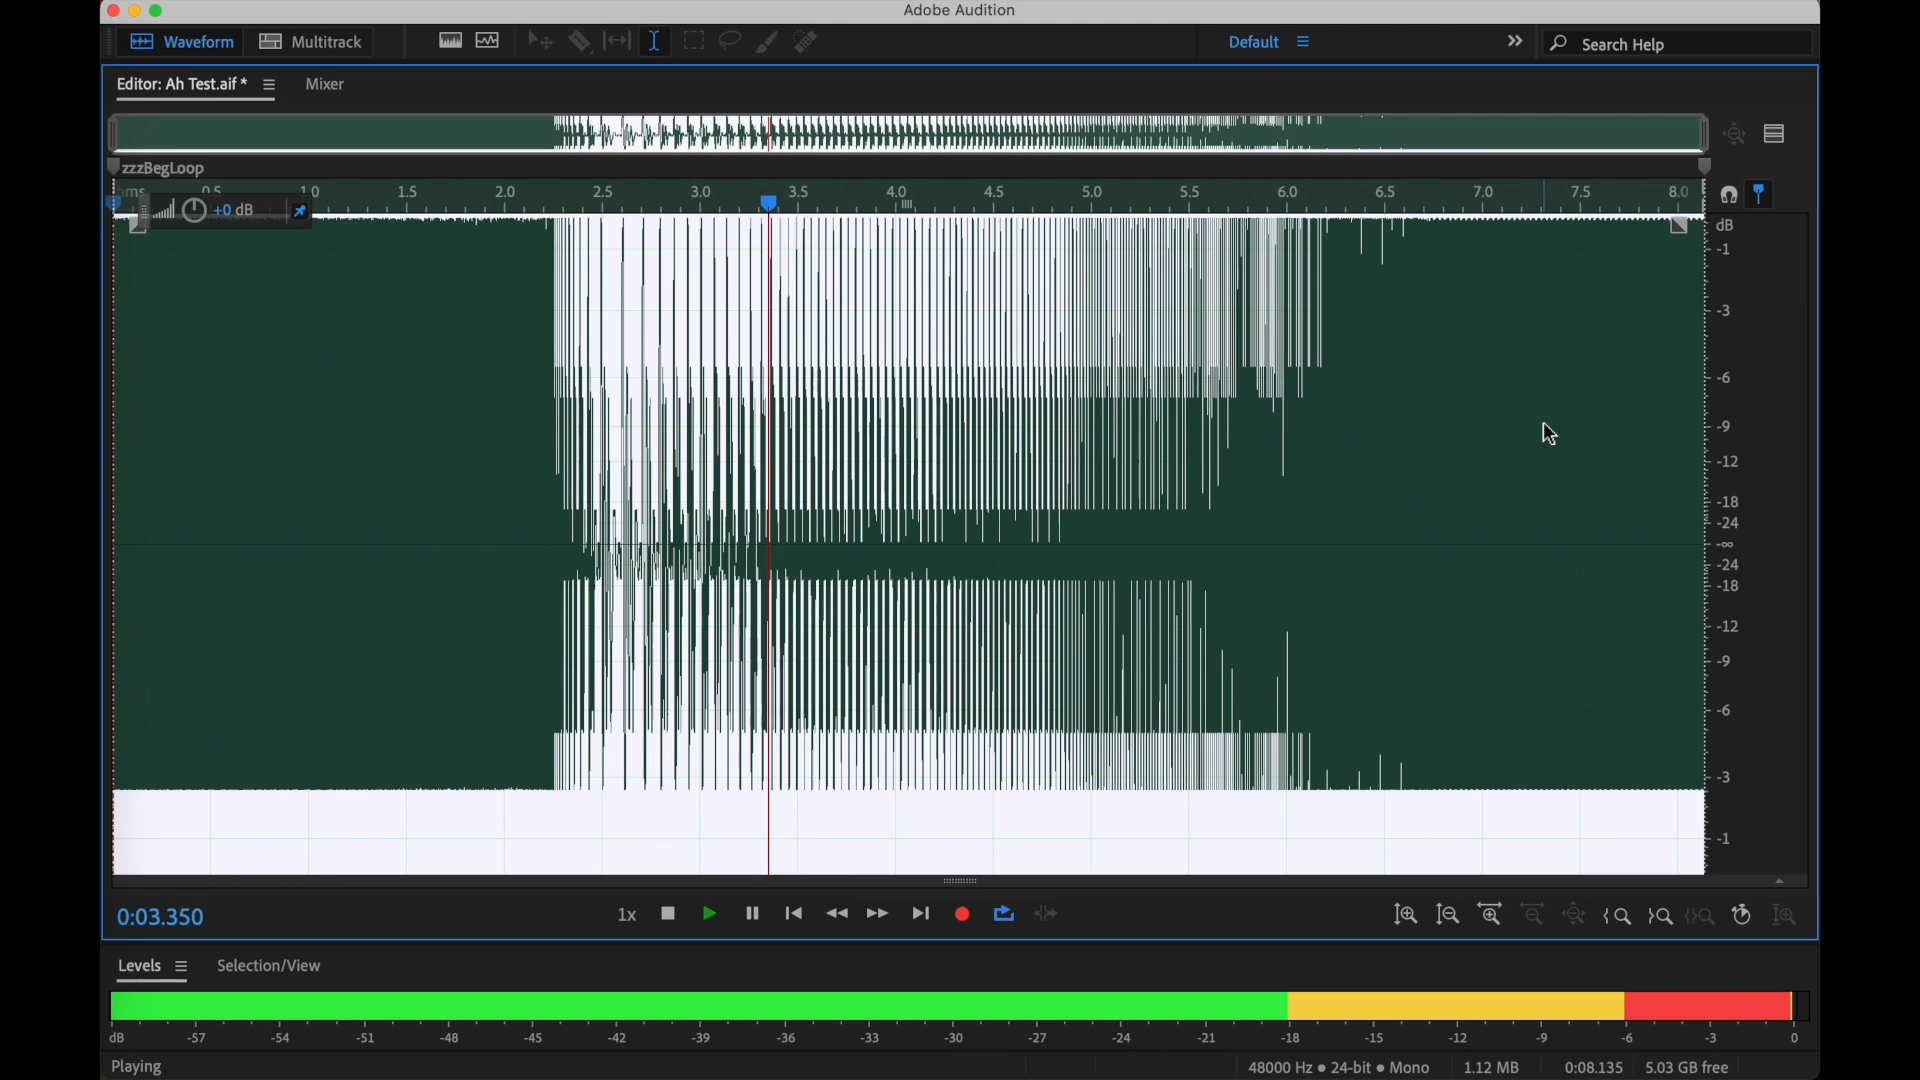 Adobe Audition
Waveform Multitrack Default Search Help
Editor: Ah Test.aif * Mixer
zzzBegLoop
hms 0.5 1.0 1.5 2.0 2.5 3.0 3.5 4.0 4.5 5.0 5.5 6.0 6.5 7.0 7.5 8.0
+0 dB
dB
-1
-3
-6
-9
-12
-18
-24
-∞
-24
-18
-12
-9
-6
-3
-1
0:03.350 1x
Levels Selection/View
dB -57 -54 -51 -48 -45 -42 -39 -36 -33 -30 -27 -24 -21 -18 -15 -12 -9 -6 -3 0
Playing 48000 Hz ● 24-bit ● Mono 1.12 MB 0:08.135 5.03 GB free